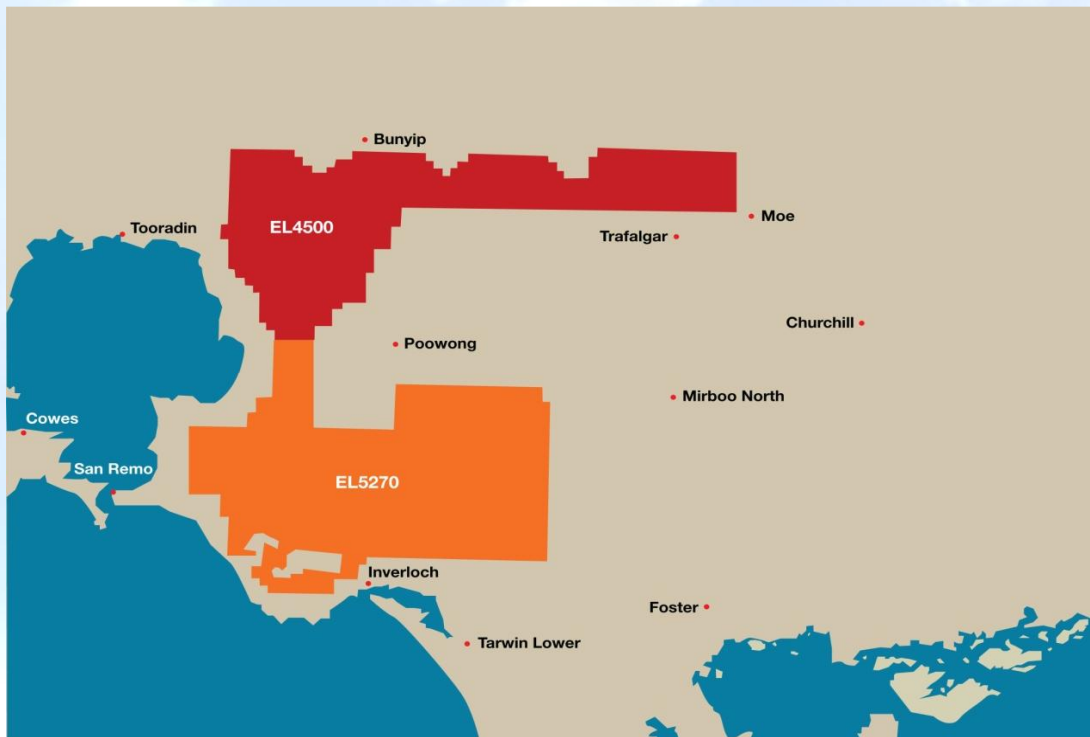 Bunyip
EL4500
Tooradin
Moe
Trafalgar
Churchill
Poowong
Mirboo North
Cowes
San Remo
EL5270
Inverloch
Foster
Tarwin Lower